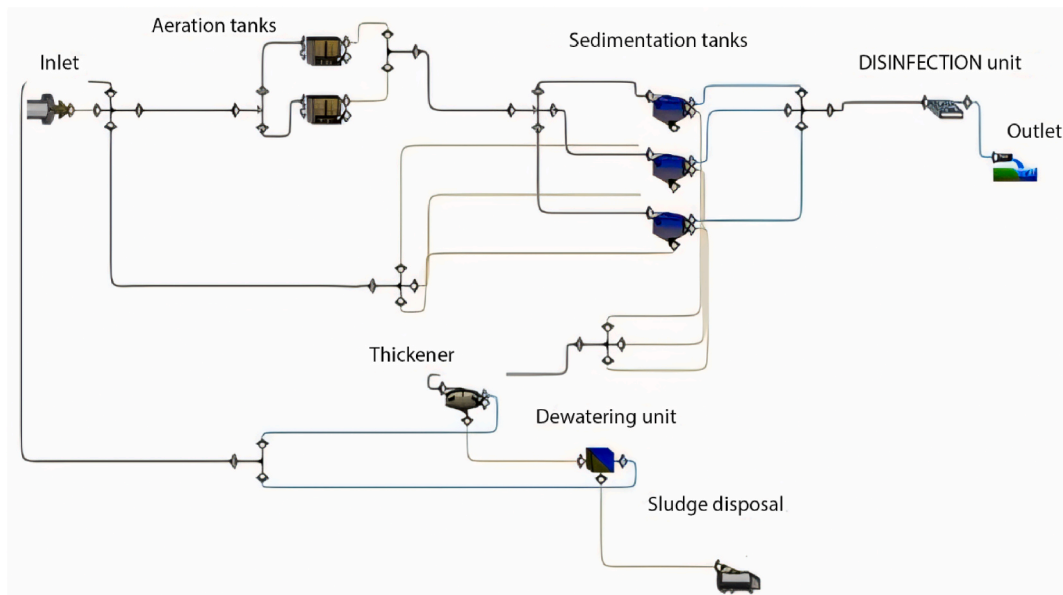 Aeration tanks
Inlet
Sedimentation tanks
DISINFECTION unit
Outlet
Thickener
Dewatering unit
Sludge disposal